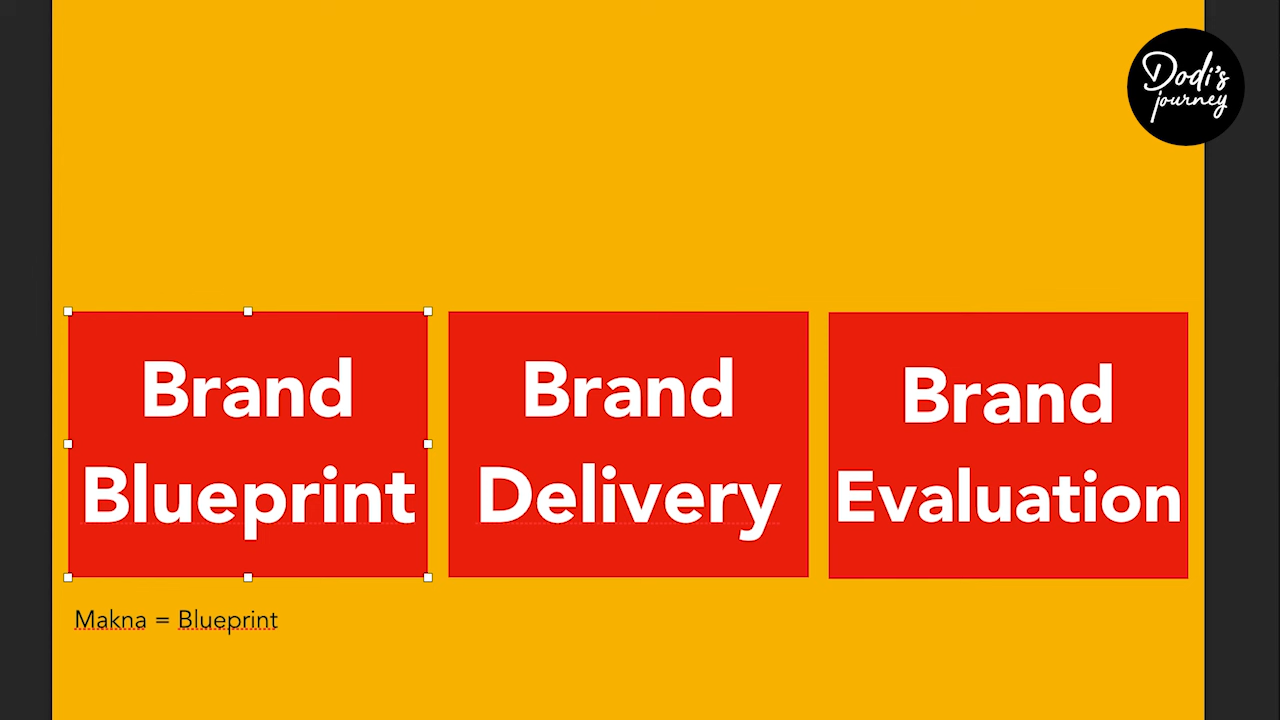 Dodi's
journey
Brand
Blueprint
Brand
Delivery
Brand
Evaluation
Makna = Blueprint